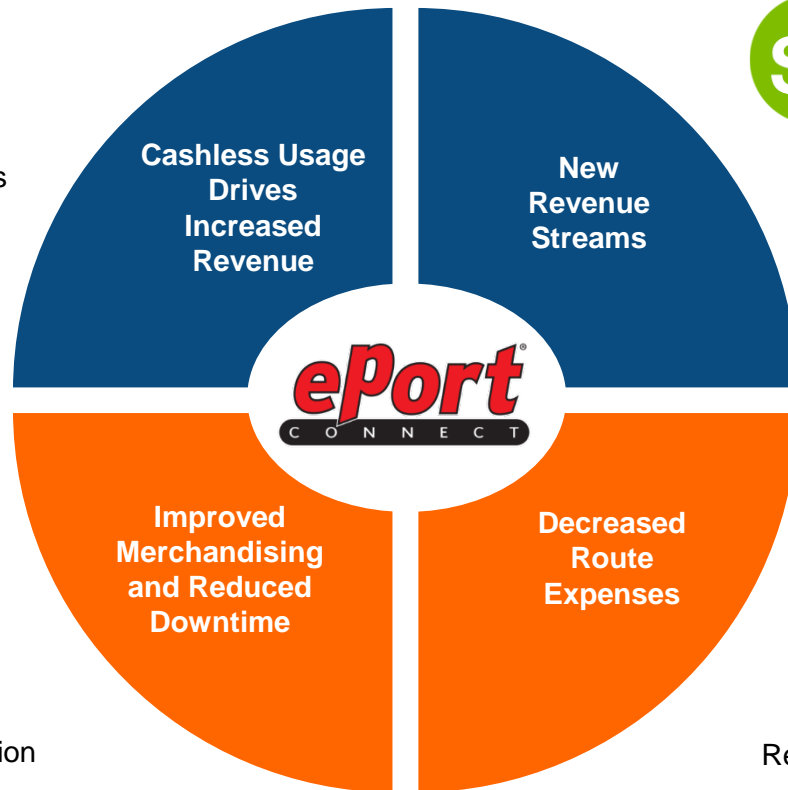 Cashless Usage
Drives
Increased
Revenue
New
Revenue
Streams
ePort®
CONNECT
Improved
Merchandising
and Reduced
Downtime
Decreased
Route
Expenses